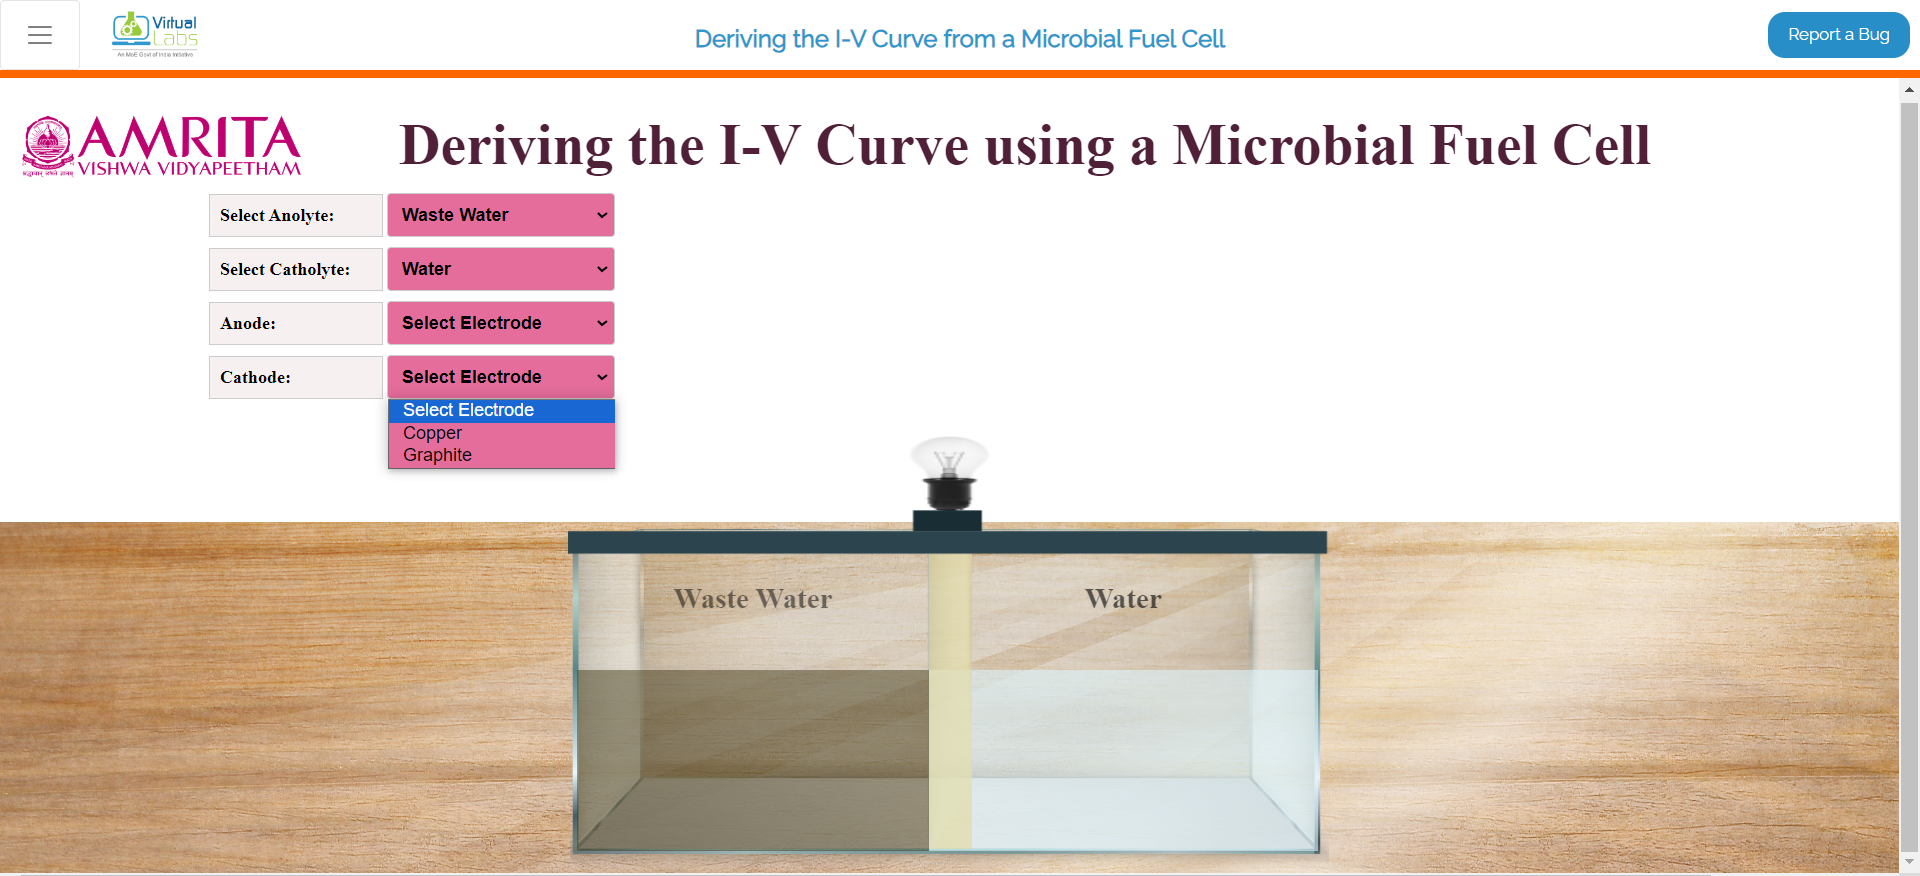 Virtual
Labs
An MoE Govt of India Initiative
Deriving the I-V Curve from a Microbial Fuel Cell
Report a Bug
AMRITA
VISHWA VIDYAPEETHAM
Deriving the I-V Curve using a Microbial Fuel Cell
Select Anolyte:
Waste Water
Select Catholyte:
Water
Anode:
Select Electrode
Cathode:
Select Electrode
Select Electrode
Copper
Graphite
Waste Water
Water